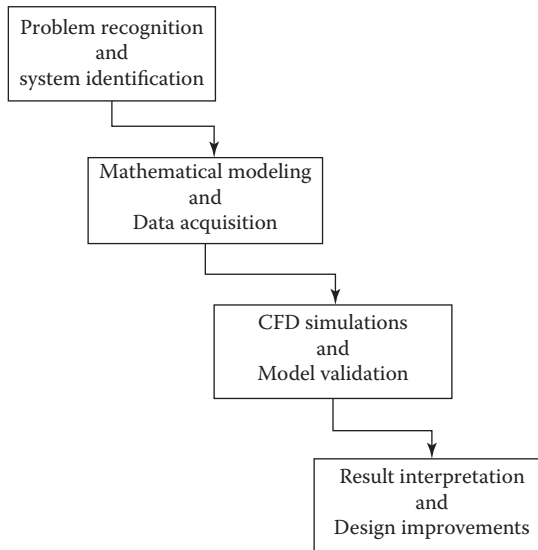 Problem recognition
and
system identification
Mathematical modeling
and
Data acquisition
CFD simulations
and
Model validation
Result interpretation
and
Design improvements